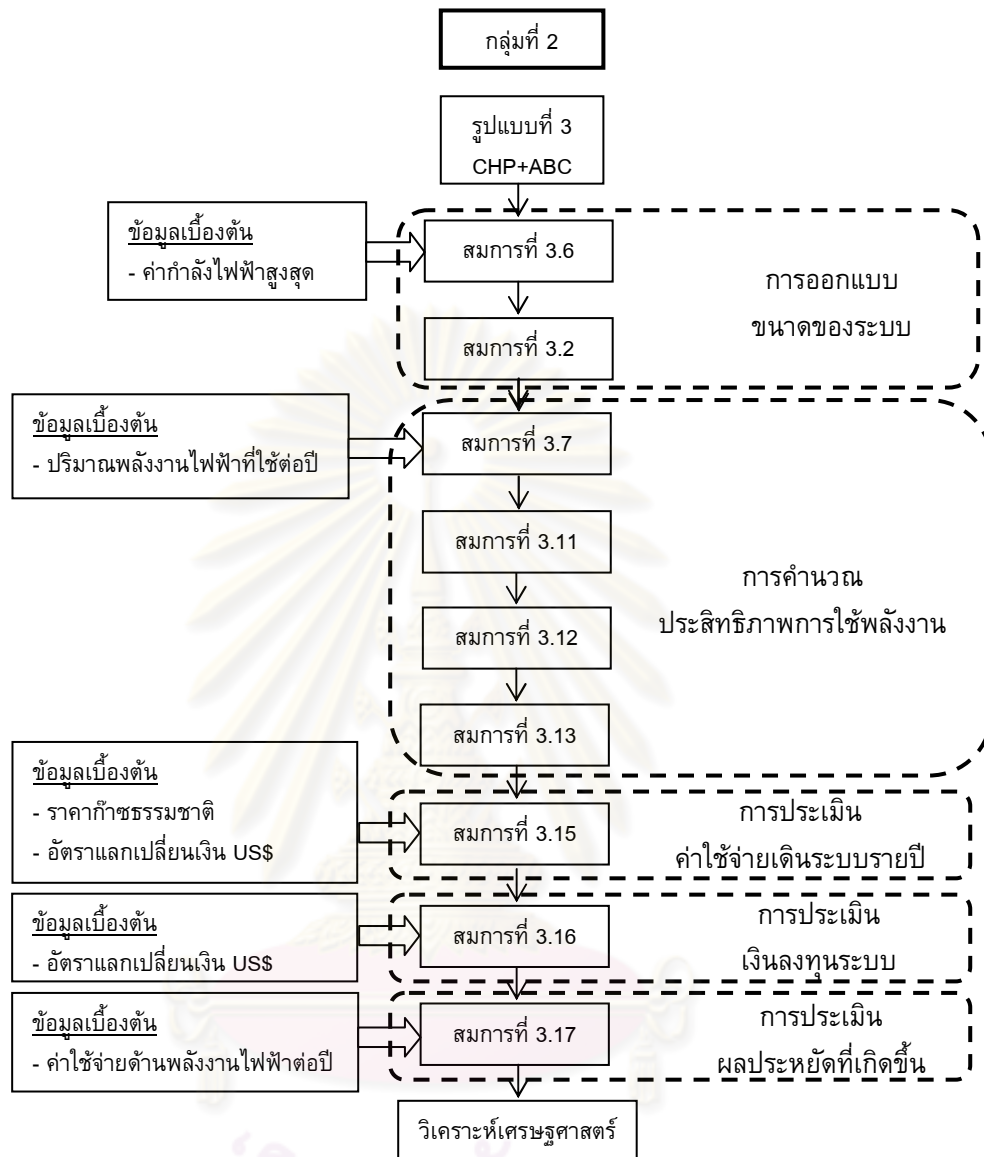 กลุ่มที่ 2
รูปแบบที่ 3
CHP+ABC
ข้อมูลเบื้องต้น
- ค่ากำลังไฟฟ้าสูงสุด
สมการที่ 3.6
การออกแบบ
ขนาดของระบบ
สมการที่ 3.2
ข้อมูลเบื้องต้น
- ปริมาณพลังงานไฟฟ้าที่ใช้ต่อปี
สมการที่ 3.7
สมการที่ 3.11
การคำนวณ
ประสิทธิภาพการใช้พลังงาน
สมการที่ 3.12
สมการที่ 3.13
ข้อมูลเบื้องต้น
- ราคาก๊าซธรรมชาติ
- อัตราแลกเปลี่ยนเงิน US$
สมการที่ 3.15
การประเมิน
ค่าใช้จ่ายเดินระบบรายปี
ข้อมูลเบื้องต้น
- อัตราแลกเปลี่ยนเงิน US$
สมการที่ 3.16
การประเมิน
เงินลงทุนระบบ
ข้อมูลเบื้องต้น
- ค่าใช้จ่ายด้านพลังงานไฟฟ้าต่อปี
สมการที่ 3.17
การประเมิน
ผลประหยัดที่เกิดขึ้น
วิเคราะห์เศรษฐศาสตร์